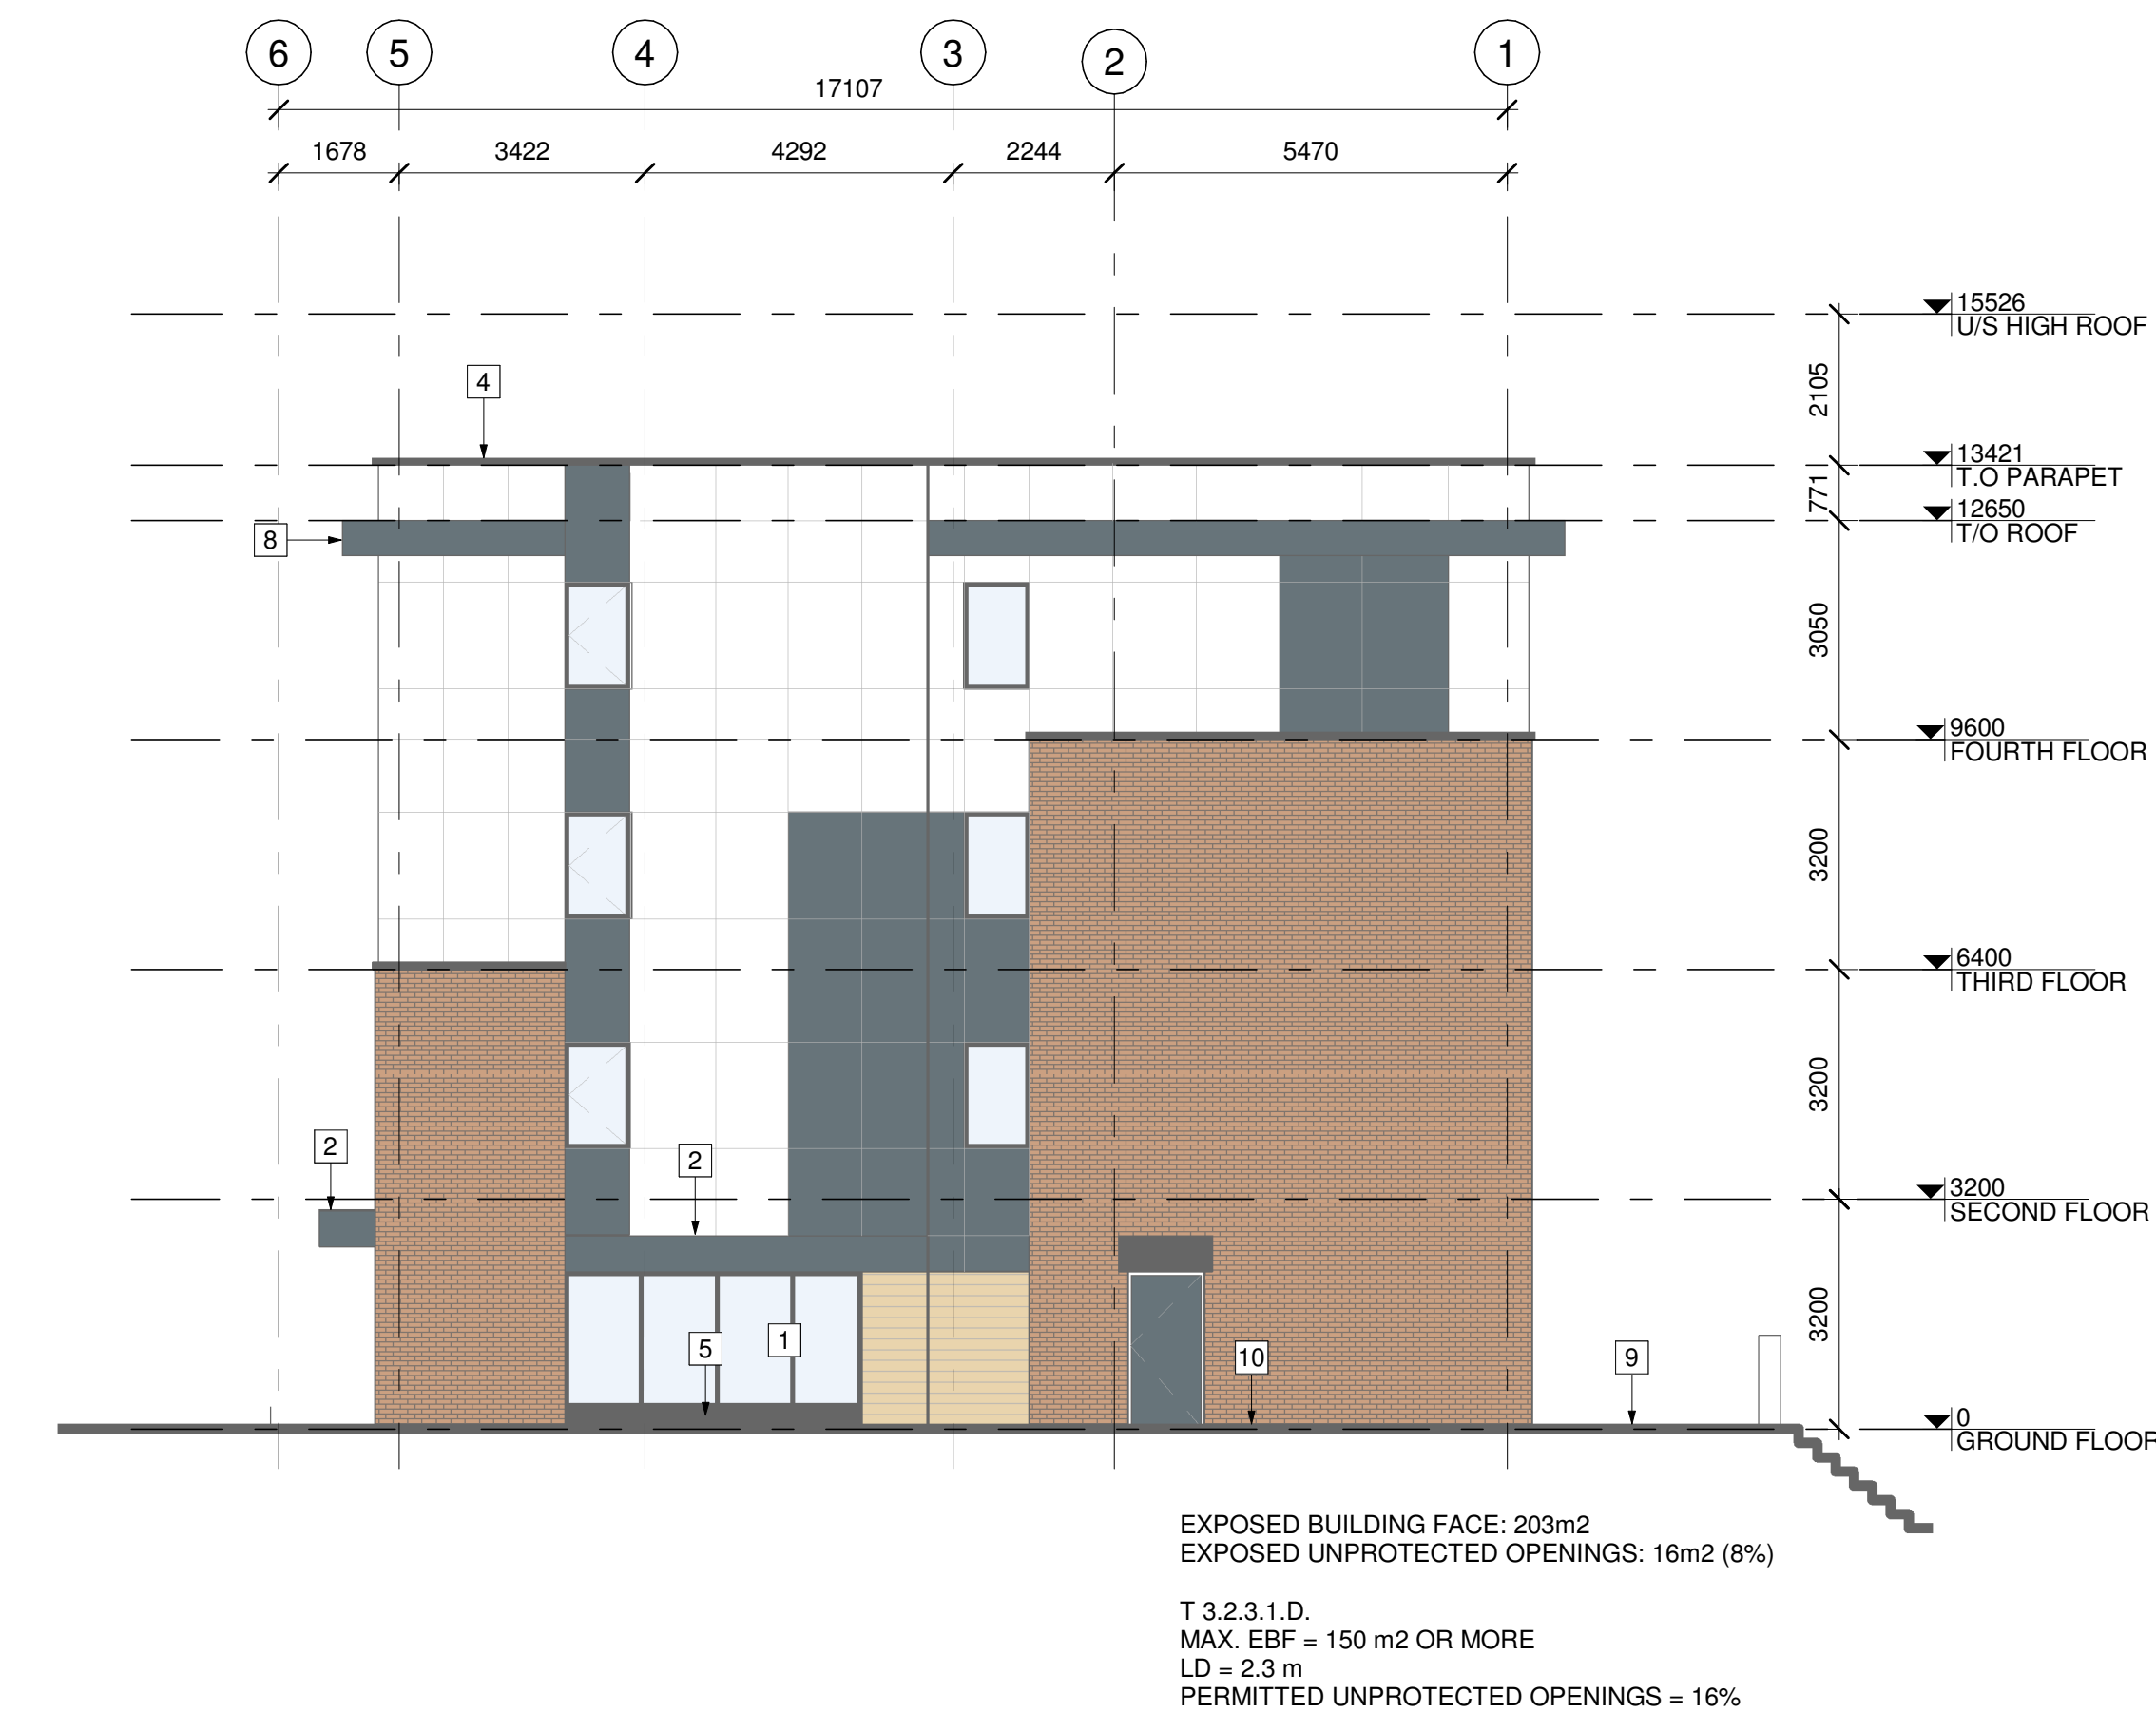 6 5 4 3 2 1
17107
1678 3422 4292 2244 5470
15526
U/S HIGH ROOF
2105
4
13421
T.O PARAPET
771
12650
T/O ROOF
8
3050
9600
FOURTH FLOOR
3200
6400
THIRD FLOOR
3200
2
2
3200
SECOND FLOOR
3200
5
1
10
9
0
GROUND FLOOR
EXPOSED BUILDING FACE: 203m2
EXPOSED UNPROTECTED OPENINGS: 16m2 (8%)
T 3.2.3.1.D.
MAX. EBF = 150 m2 OR MORE
LD = 2.3 m
PERMITTED UNPROTECTED OPENINGS = 16%